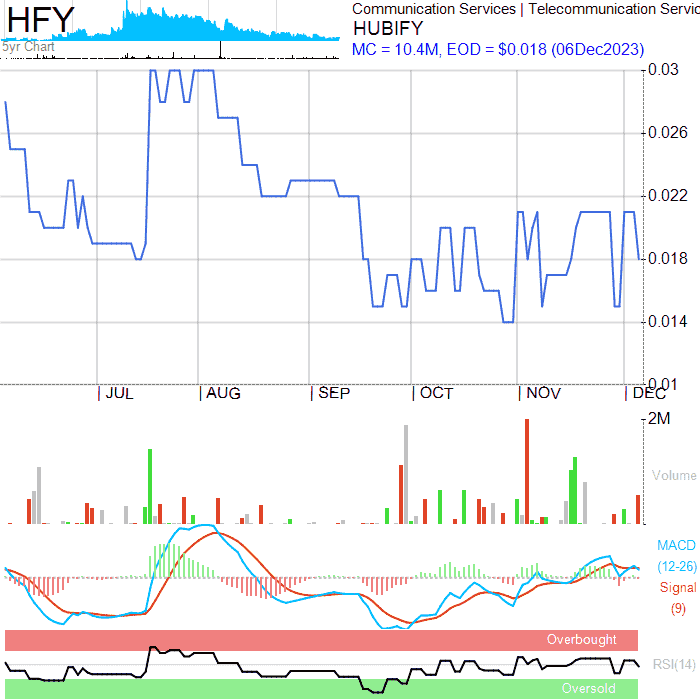 HFY
5yr Chart
Communication Services | Telecommunication Servic
HUBIFY
MC = 10.4M, EOD = $0.018 (06Dec2023)
0.03
0.026
0.022
0.018
0.014
0.01
JUL AUG SEP OCT NOV DEC
2M
Volume
MACD
(12-26)
Signal
(9)
Overbought
RSI(14)
Oversold